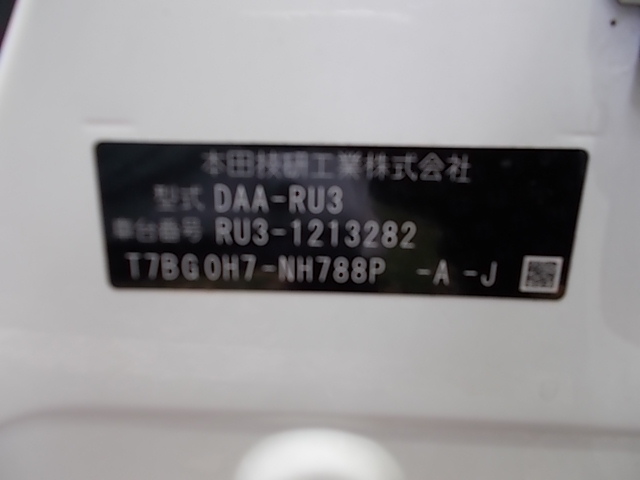 本田技研工業株式会社
型式 DAA-RU3
車台番号 RU3-1213282
T7BG0H7-NH788P -A -J